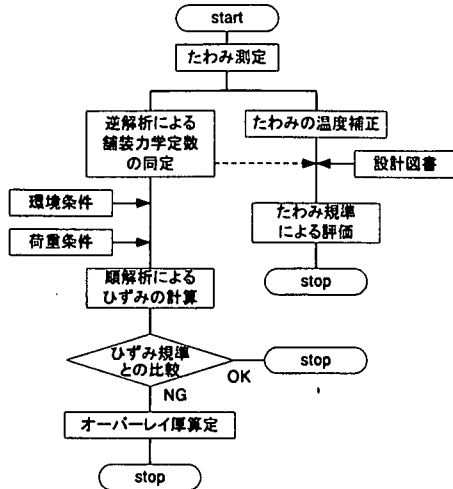 start
たわみ測定
逆解析による
舗装力学定数
の同定
たわみの温度補正
設計図書
環境条件
荷重条件
たわみ規準
による評価
stop
順解析による
ひずみの計算
ひずみ規準
との比較
OK
stop
NG
オーバーレイ厚算定
stop